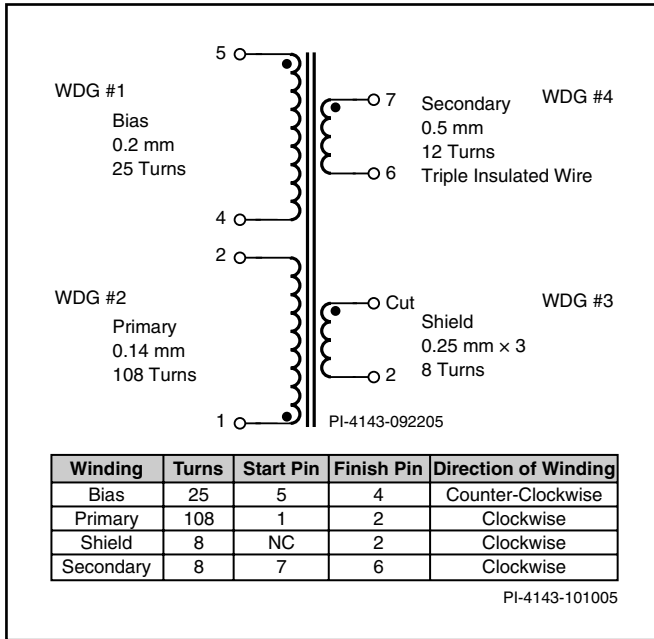 5
WDG #1
Bias
0.2 mm
25 Turns
4
7
Secondary
WDG #4
0.5 mm
12 Turns
6
Triple Insulated Wire
2
WDG #2
Primary
0.14 mm
108 Turns
1
Cut
WDG #3
Shield
0.25 mm × 3
8 Turns
2
PI-4143-092205
Winding Turns Start Pin Finish Pin Direction of Winding
Bias 25 5 4 Counter-Clockwise
Primary 108 1 2 Clockwise
Shield 8 NC 2 Clockwise
Secondary 8 7 6 Clockwise
PI-4143-101005